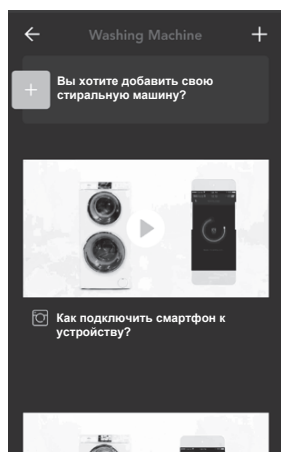 Washing Machine
Вы хотите добавить свою
стиральную машину?
Как подключить смартфон к
устройству?